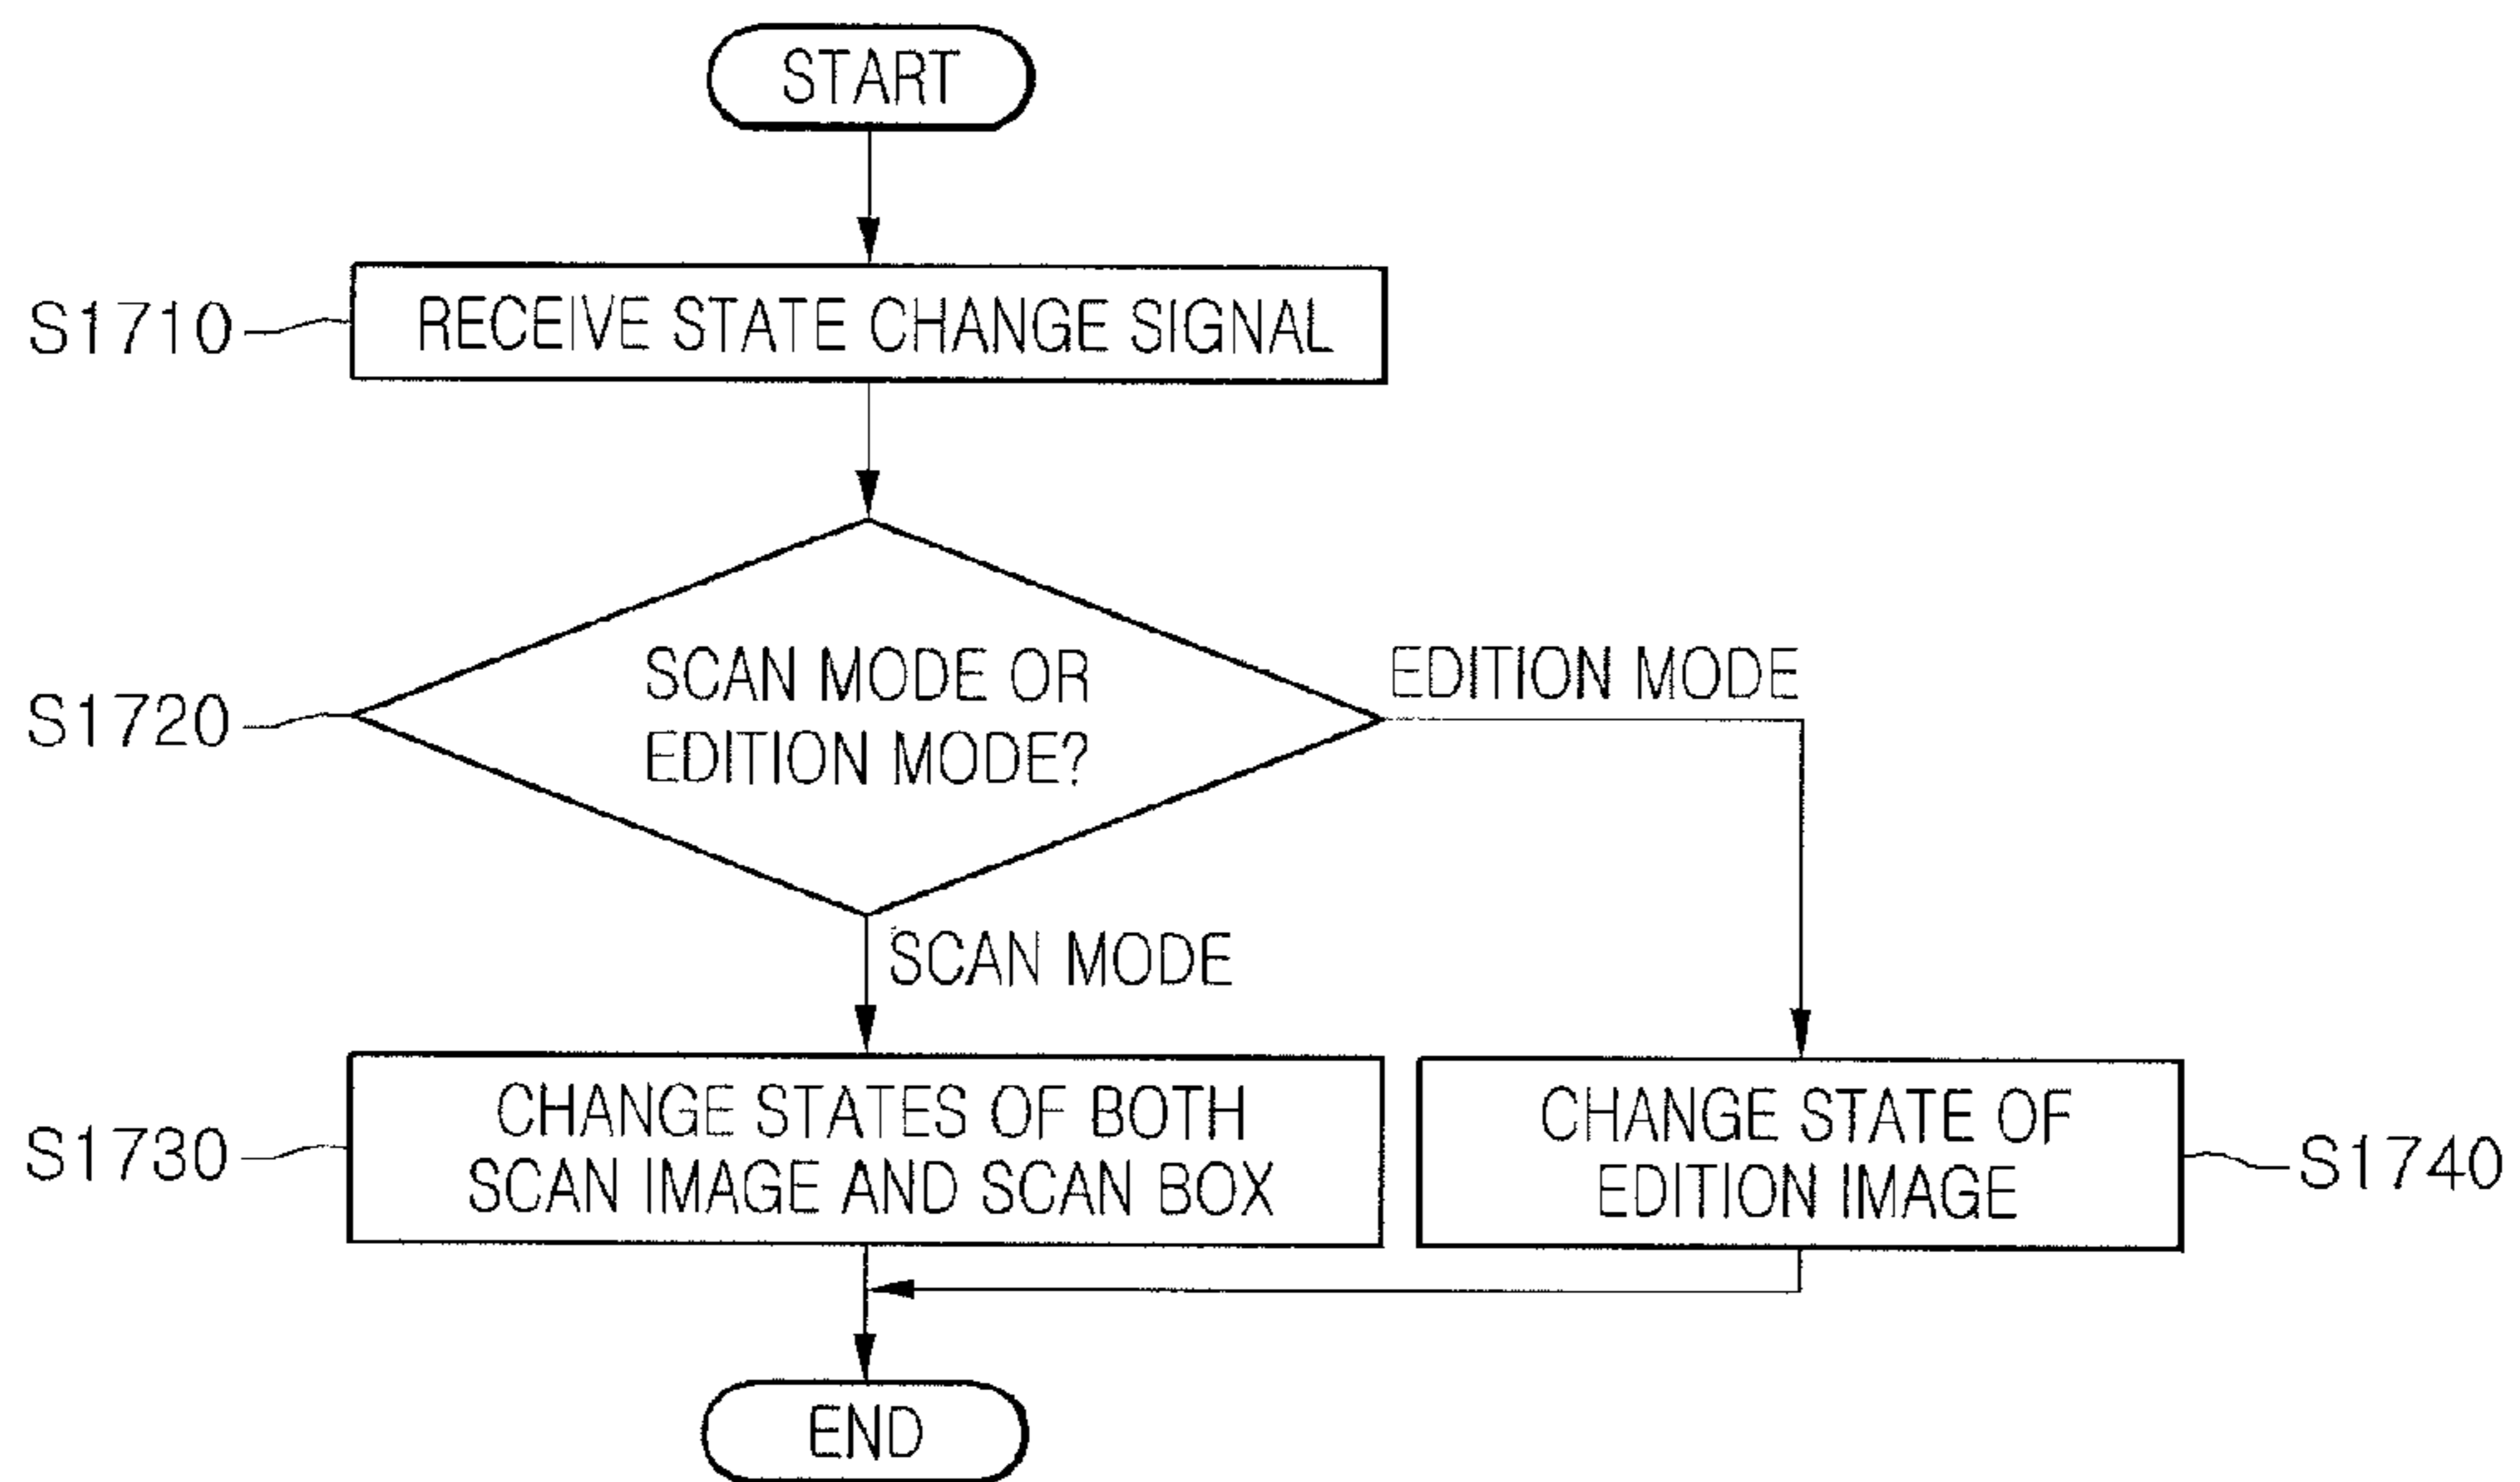 START
S1710
RECEIVE STATE CHANGE SIGNAL
S1720
SCAN MODE OR
EDITION MODE?
EDITION MODE
SCAN MODE
S1730
CHANGE STATES OF BOTH
SCAN IMAGE AND SCAN BOX
CHANGE STATE OF
EDITION IMAGE
S1740
END